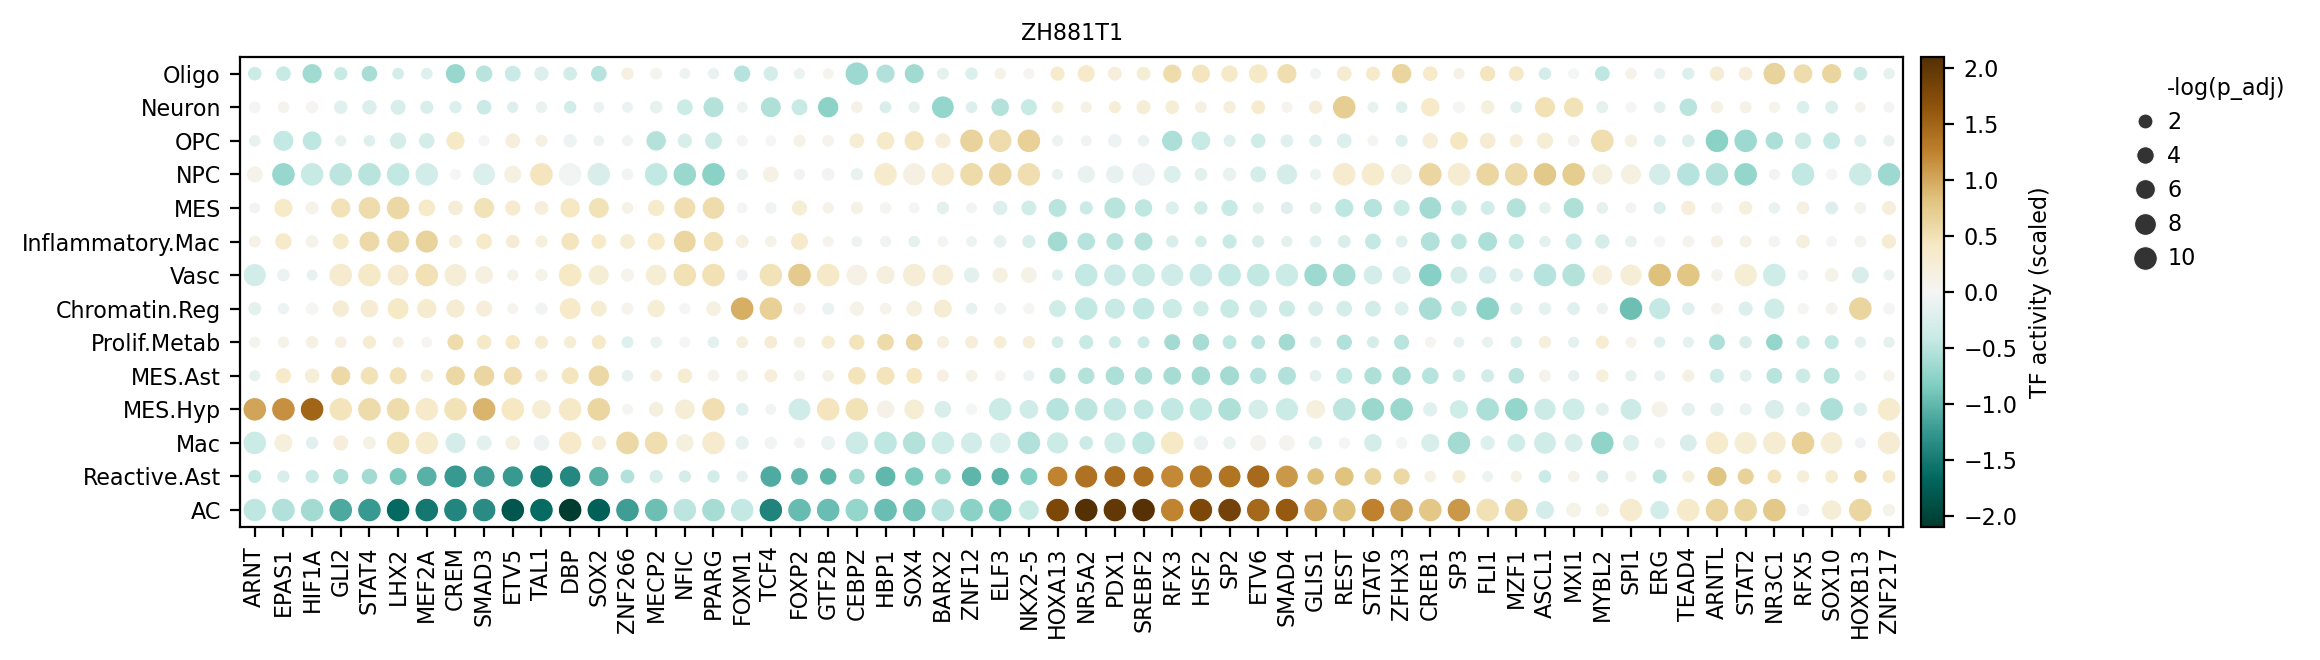 ZH881T1
Oligo
Neuron
OPC
NPC
MES
Inflammatory.Mac
Vasc
Chromatin.Reg
Prolif.Metab
MES.Ast
MES.Hyp
Mac
Reactive.Ast
AC
ARNT
EPAS1
HIF1A
GLI2
STAT4
LHX2
MEF2A
CREM
SMAD3
ETV5
TAL1
DBP
SOX2
ZNF266
MECP2
NFIC
PPARG
FOXM1
TCF4
FOXP2
GTF2B
CEBPZ
HBP1
SOX4
BARX2
ZNF12
ELF3
NKX2-5
HOXA13
NR5A2
PDX1
SREBF2
RFX3
HSF2
SP2
ETV6
SMAD4
GLIS1
REST
STAT6
ZFHX3
CREB1
SP3
FLI1
MZF1
ASCL1
MXI1
MYBL2
SPI1
ERG
TEAD4
ARNTL
STAT2
NR3C1
RFX5
SOX10
HOXB13
ZNF217
2.0
1.5
1.0
0.5
0.0
−0.5
−1.0
−1.5
−2.0
TF activity (scaled)
-log(p_adj)
2
4
6
8
10